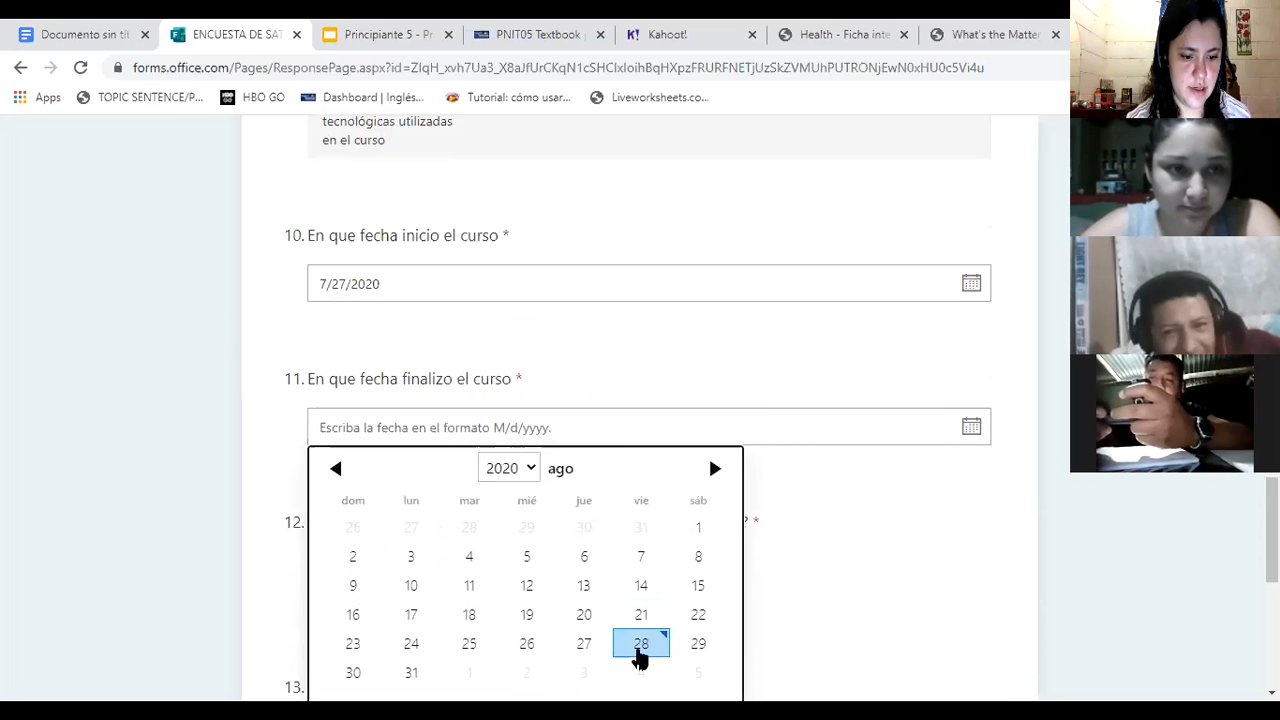 Documento sin tít
ENCUESTA DE SAT
Principiante 5 - Pr
PNIT05 Textbook
K! Kahoot!
Health - Ficha inte
What's the Matter
forms.office.com/Pages/ResponsePage.aspx?id=
Apps
TOPIC SENTENCE/P...
HBO GO
Dashboard | Inglés...
Tutorial: cómo usar...
Liveworksheets.co...
tecnológicas utilizadas
en el curso
10. En que fecha inicio el curso *
7/27/2020
11. En que fecha finalizo el curso *
Escriba la fecha en el formato M/d/yyyy.
2020 ago
dom lun mar mié jue vie sáb
26 27 28 29 30 31 1
2 3 4 5 6 7 8
9 10 11 12 13 14 15
16 17 18 19 20 21 22
23 24 25 26 27 28 29
30 31 1 2 3 4 5
12. ? *
13.